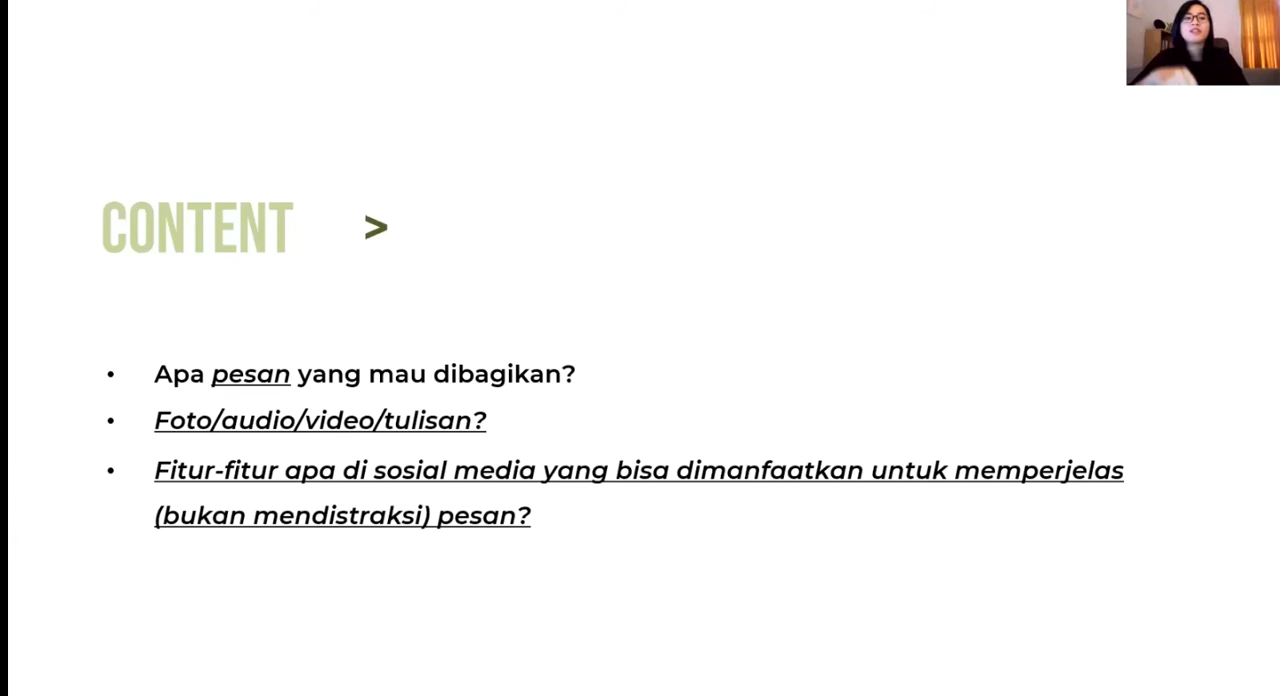 CONTENT >
• Apa pesan yang mau dibagikan?
• Foto/audio/video/tulisan?
• Fitur-fitur apa di sosial media yang bisa dimanfaatkan untuk memperjelas
(bukan mendistraksi) pesan?